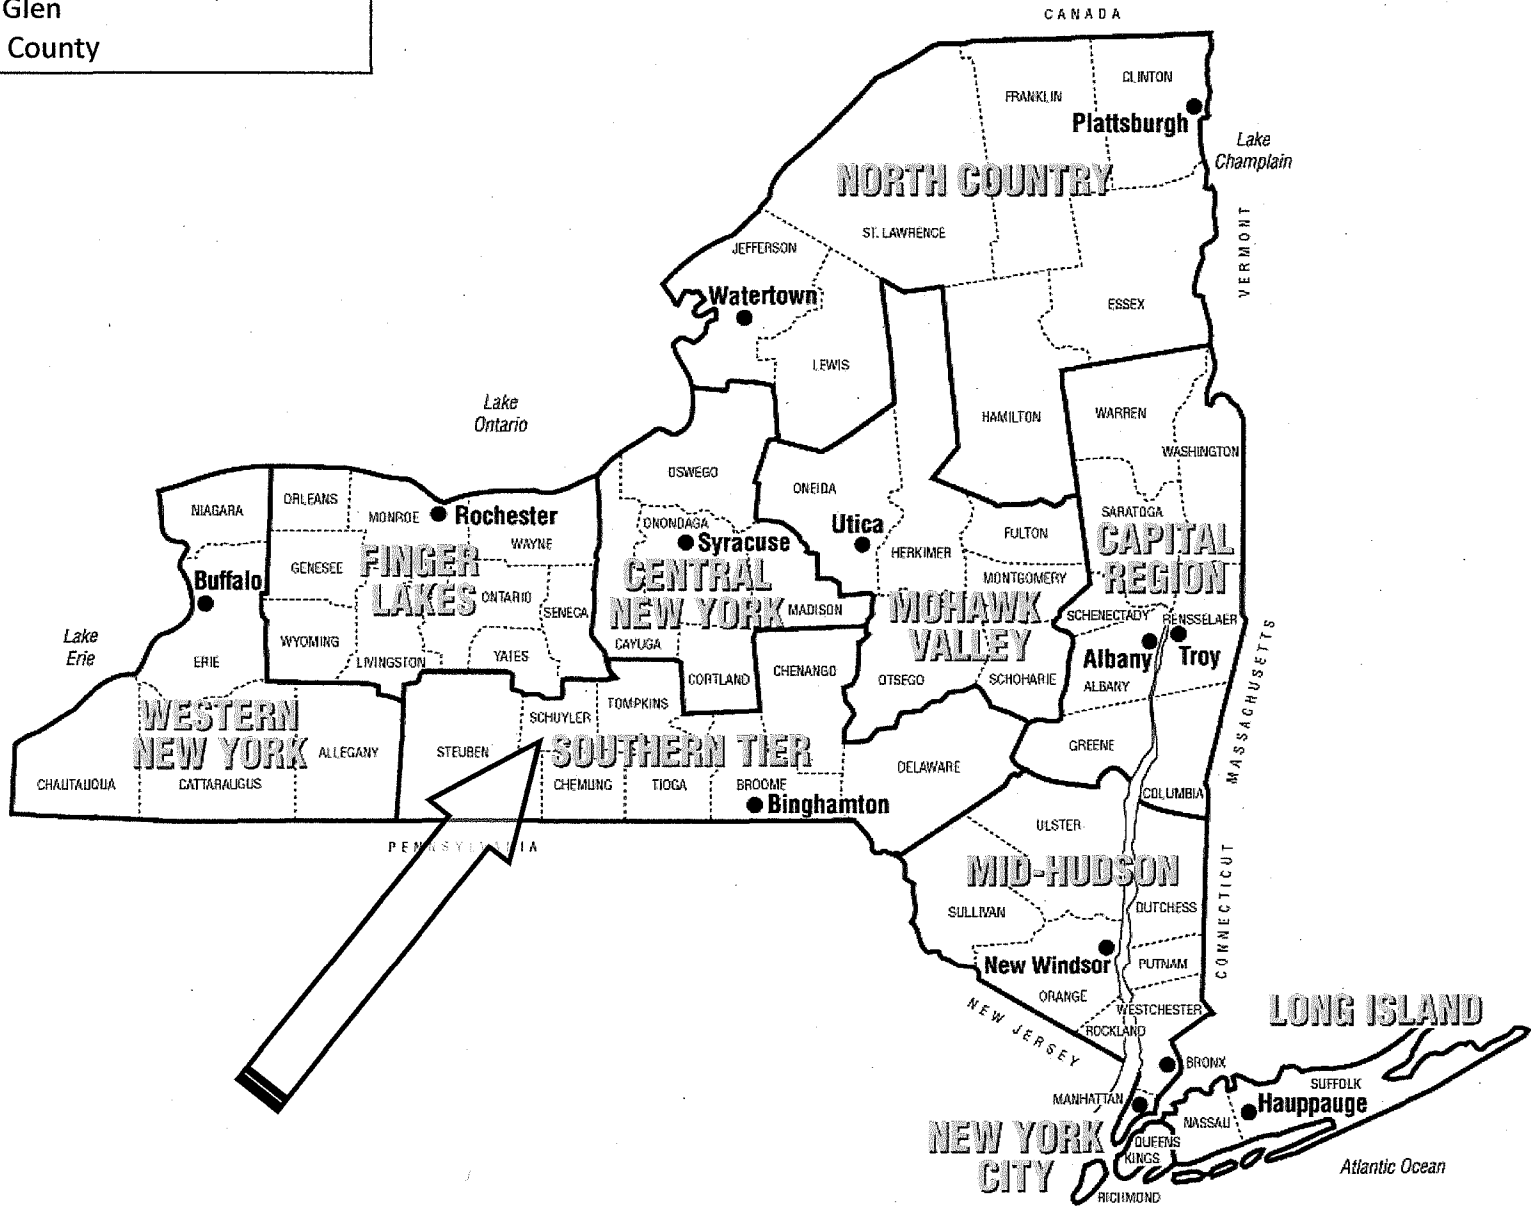 Glen
County
CANADA
CLINTON
FRANKLIN
Plattsburgh
Lake
Champlain
NORTH COUNTRY
VERMONT
ST. LAWRENCE
JEFFERSON
Watertown
ESSEX
LEWIS
Lake
Ontario
HAMILTON
WARREN
WASHINGTON
OSWEGO
ONEIDA
NIAGARA
ORLEANS
MONROE
Rochester
ONONDAGA
Syracuse
Utica
HERKIMER
FULTON
SARATOGA
CAPITAL
REGION
WAYNE
FINGER
LAKES
GENESEE
Buffalo
ONTARIO
SENECA
CENTRAL
NEW YORK
MADISON
MONTGOMERY
MOHAWK
VALLEY
SCHENECTADY
RENSSELAER
Lake
Erie
ERIE
WYOMING
LIVINGSTON
YATES
CAYUGA
CORTLAND
CHENANGO
OTSEGO
SCHOHARIE
Albany
Troy
ALBANY
MASSACHUSETTS
WESTERN
NEW YORK
CHAUTAUQUA
CATTARAUGUS
ALLEGANY
STEUBEN
SCHUYLER
TOMPKINS
SOUTHERN TIER
CHEMUNG
TIOGA
BROOME
Binghamton
DELAWARE
GREENE
COLUMBIA
PENNSYLVANIA
ULSTER
MID-HUDSON
SULLIVAN
DUTCHESS
CONNECTICUT
New Windsor
PUTNAM
ORANGE
WESTCHESTER
ROCKLAND
NEW JERSEY
LONG ISLAND
BRONX
MANHATTAN
SUFFOLK
Hauppauge
NASSAU
NEW YORK
CITY
QUEENS
KINGS
RICHMOND
Atlantic Ocean